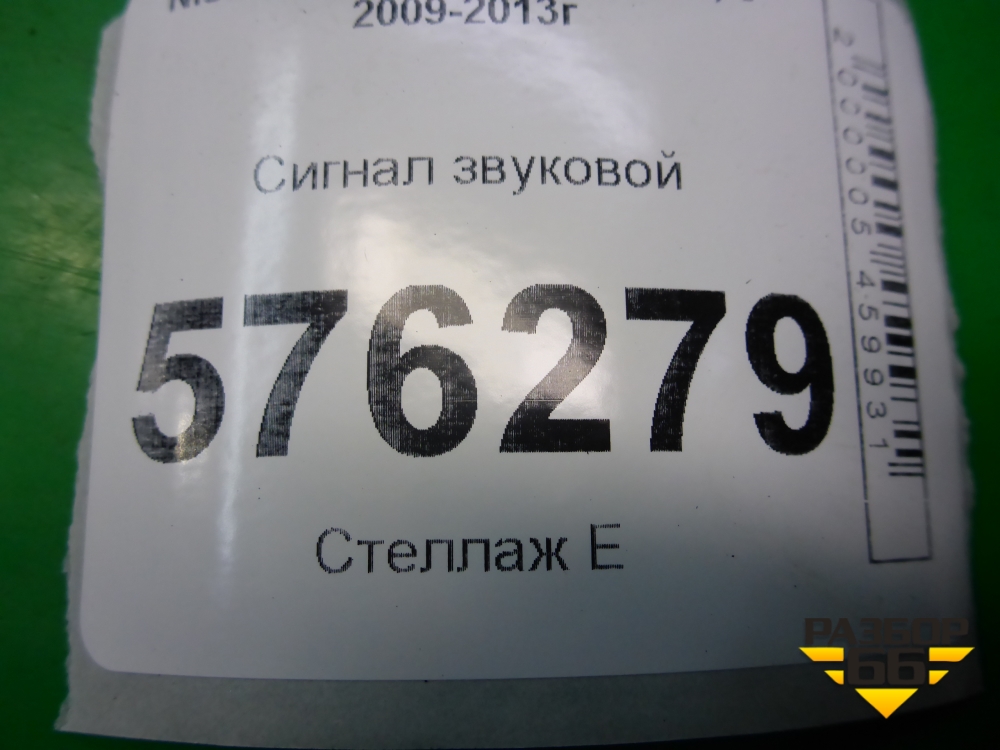 2009-2013г
Сигнал звуковой
576279
Стеллаж Е
2000005459931
РАЗБОР
66